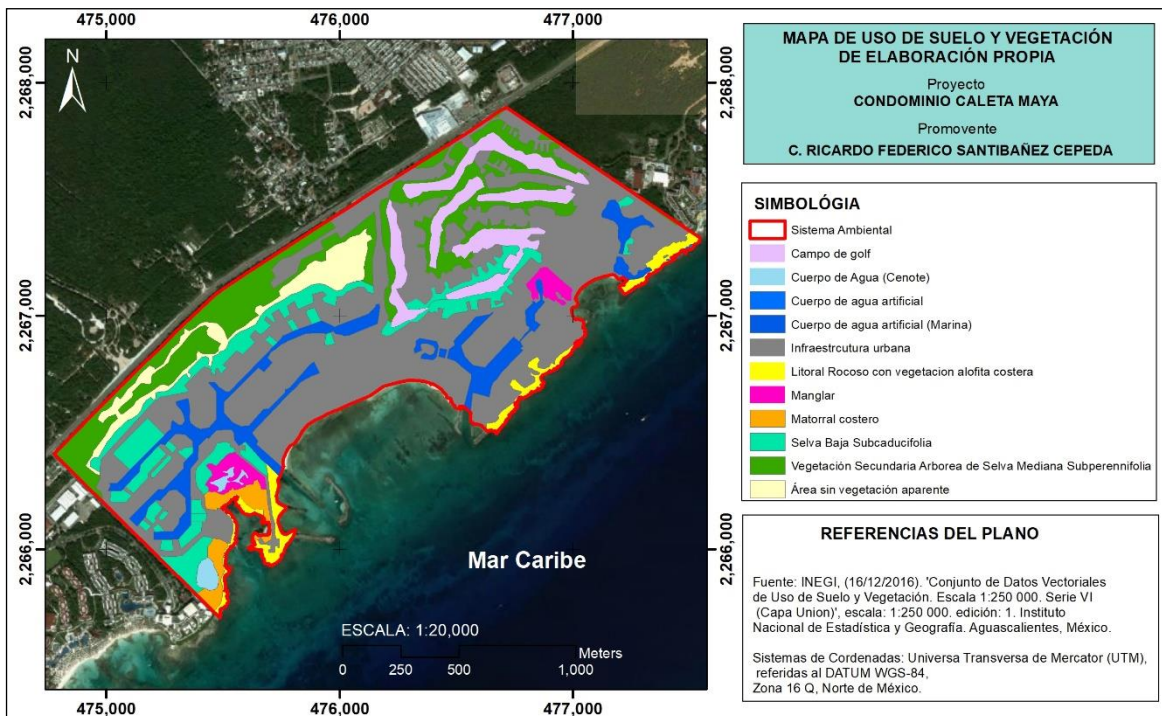 475,000
476,000
477,000
N
2,268,000
2,268,000
2,267,000
2,267,000
2,266,000
2,266,000
Mar Caribe
ESCALA: 1:20,000
Meters
0 250 500 1,000
475,000
476,000
477,000
MAPA DE USO DE SUELO Y VEGETACIÓN
DE ELABORACIÓN PROPIA
Proyecto
CONDOMINIO CALETA MAYA
Promovente
C. RICARDO FEDERICO SANTIBAÑEZ CEPEDA
SIMBOLÓGIA
Sistema Ambiental
Campo de golf
Cuerpo de Agua (Cenote)
Cuerpo de agua artificial
Cuerpo de agua artificial (Marina)
Infraestrcutura urbana
Litoral Rocoso con vegetacion alofita costera
Manglar
Matorral costero
Selva Baja Subcaducifolia
Vegetación Secundaria Arborea de Selva Mediana Subperennifolia
Área sin vegetación aparente
REFERENCIAS DEL PLANO
Fuente: INEGI, (16/12/2016). 'Conjunto de Datos Vectoriales
de Uso de Suelo y Vegetación. Escala 1:250 000. Serie VI
(Capa Union)', escala: 1:250 000. edición: 1. Instituto
Nacional de Estadística y Geografía. Aguascalientes, México.
Sistemas de Cordenadas: Universa Transversa de Mercator (UTM),
referidas al DATUM WGS-84,
Zona 16 Q, Norte de México.